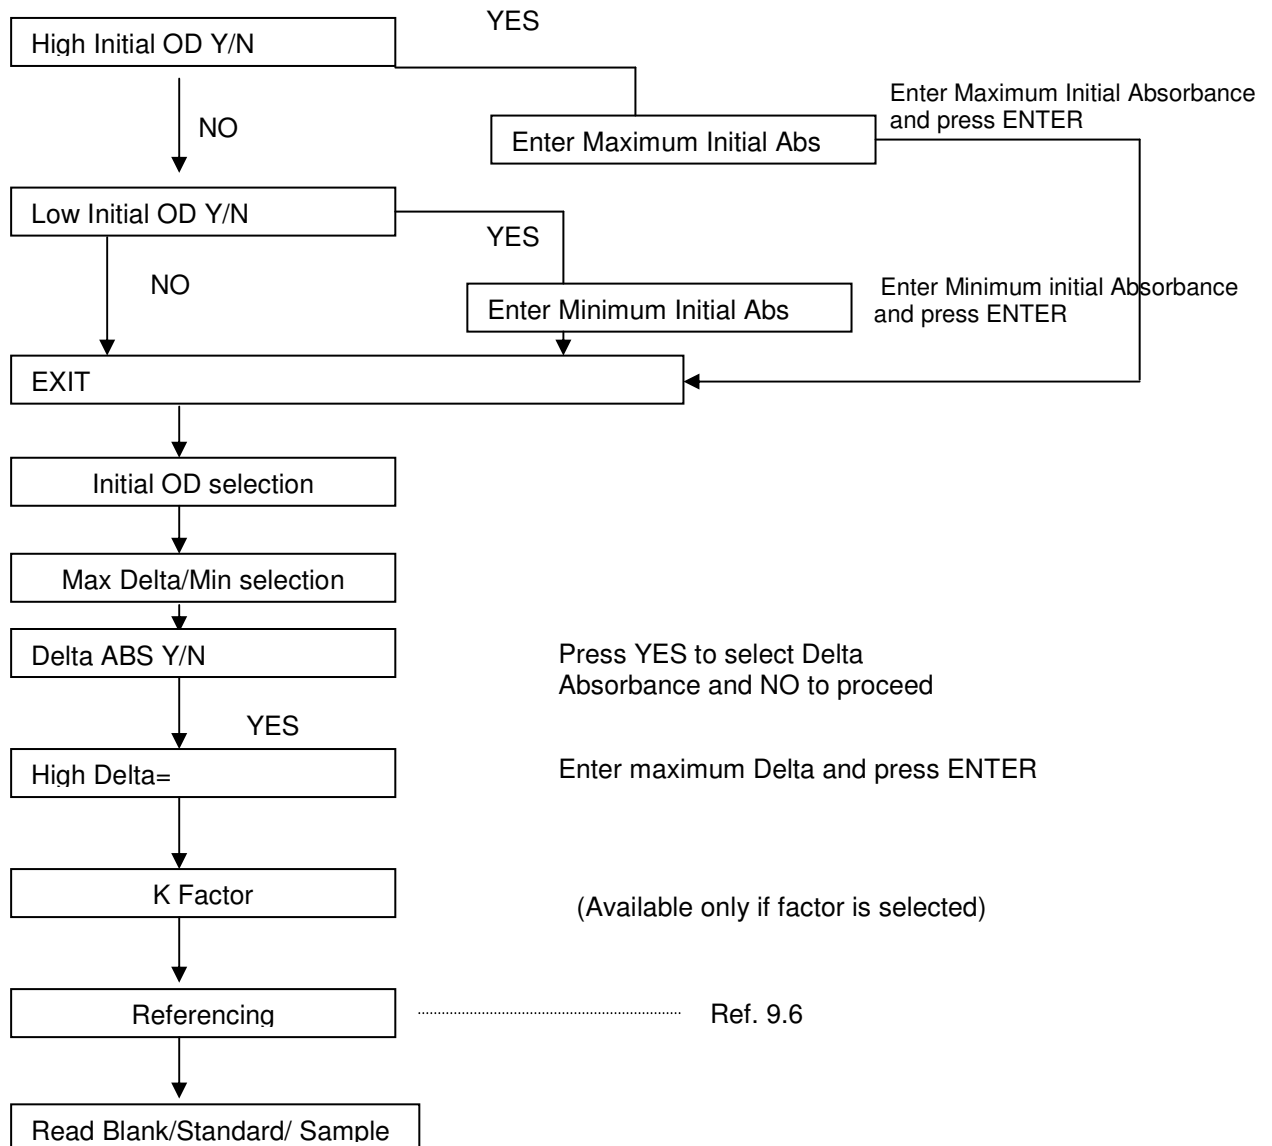 YES
High Initial OD Y/N
Enter Maximum Initial Absorbance
and press ENTER
NO
Enter Maximum Initial Abs
Low Initial OD Y/N
YES
NO
Enter Minimum initial Absorbance
and press ENTER
Enter Minimum Initial Abs
EXIT
Initial OD selection
Max Delta/Min selection
Delta ABS Y/N
Press YES to select Delta
Absorbance and NO to proceed
YES
High Delta=
Enter maximum Delta and press ENTER
K Factor
(Available only if factor is selected)
Referencing
Ref. 9.6
Read Blank/Standard/ Sample